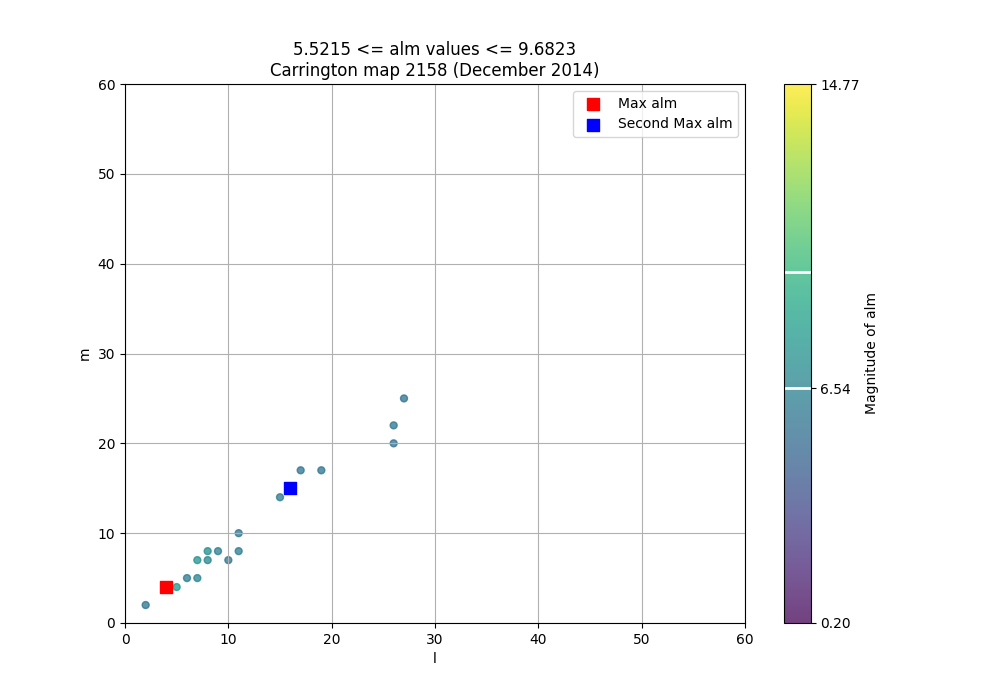 5.5215 <= alm values <= 9.6823
Carrington map 2158 (December 2014)
Max alm
Second Max alm
60
50
40
30
20
10
0
m
0 10 20 30 40 50 60
l
14.77
6.54
0.20
Magnitude of alm